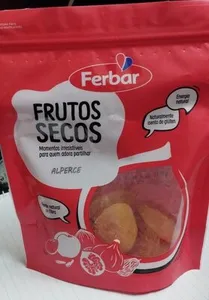 Ferbar
Energia
natural
FRUTOS
SECOS
Naturalmente
isento de glúten
Momentos irresistíveis
para quem adora partilhar
ALPERCE